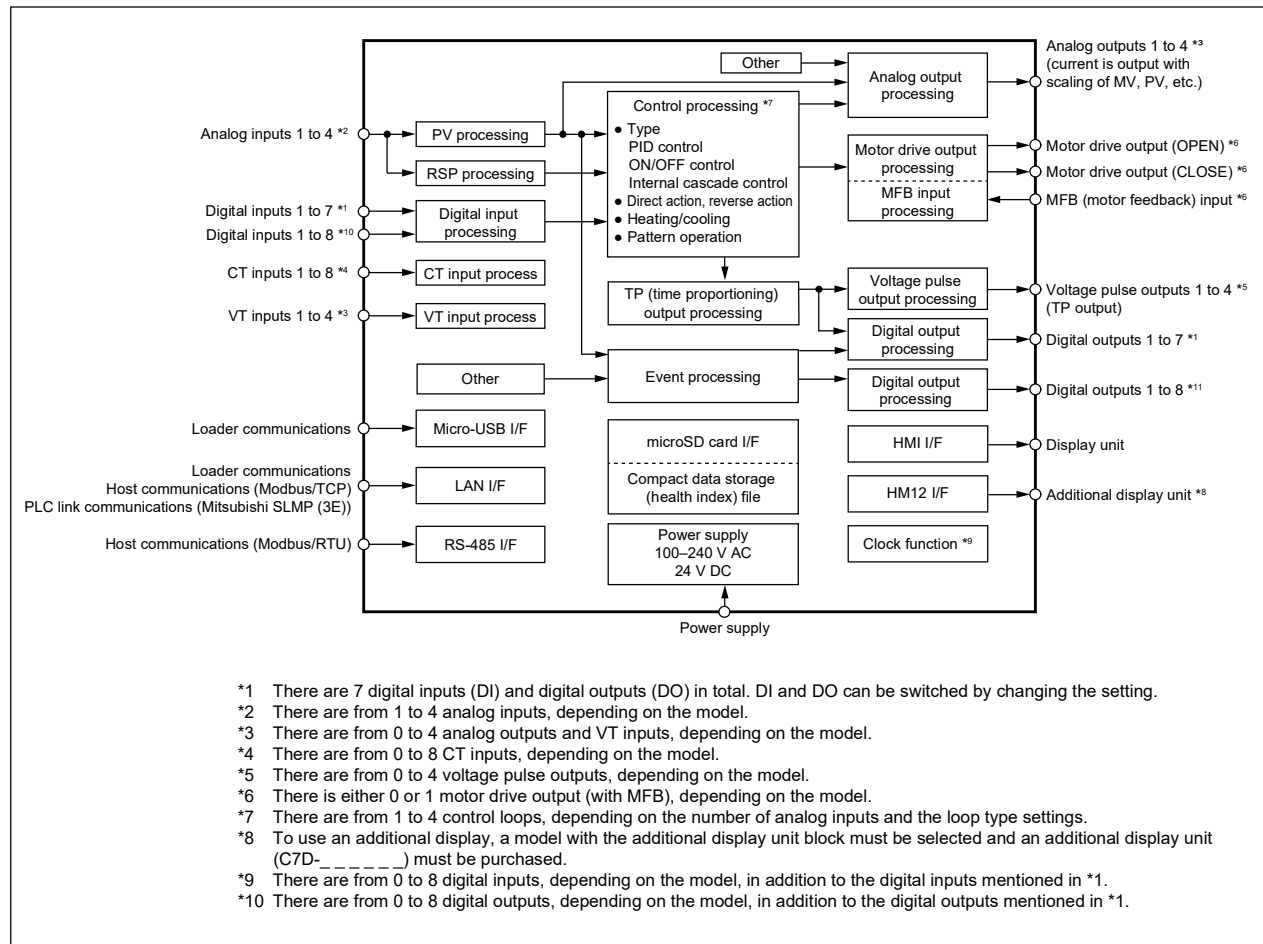 Analog inputs 1 to 4 *2
Digital inputs 1 to 7 *1
Digital inputs 1 to 8 *10
CT inputs 1 to 8 *4
VT inputs 1 to 4 *3
Loader communications
Loader communications
Host communications (Modbus/TCP)
PLC link communications (Mitsubishi SLMP (3E))
Host communications (Modbus/RTU)
PV processing
RSP processing
Digital input
processing
CT input process
VT input process
Other
Micro-USB I/F
LAN I/F
RS-485 I/F
Other
Control processing *7
● Type
PID control
ON/OFF control
Internal cascade control
● Direct action, reverse action
● Heating/cooling
● Pattern operation
TP (time proportioning)
output processing
Event processing
microSD card I/F
Compact data storage
(health index) file
Power supply
100–240 V AC
24 V DC
Power supply
Analog output
processing
Motor drive output
processing
MFB input
processing
Voltage pulse
output processing
Digital output
processing
Digital output
processing
HMI I/F
HM12 I/F
Clock function *9
Analog outputs 1 to 4 *3
(current is output with
scaling of MV, PV, etc.)
Motor drive output (OPEN) *6
Motor drive output (CLOSE) *6
MFB (motor feedback) input *6
Voltage pulse outputs 1 to 4 *5
(TP output)
Digital outputs 1 to 7 *1
Digital outputs 1 to 8 *11
Display unit
Additional display unit *8
*1 There are 7 digital inputs (DI) and digital outputs (DO) in total. DI and DO can be switched by changing the setting.
*2 There are from 1 to 4 analog inputs, depending on the model.
*3 There are from 0 to 4 analog outputs and VT inputs, depending on the model.
*4 There are from 0 to 8 CT inputs, depending on the model.
*5 There are from 0 to 4 voltage pulse outputs, depending on the model.
*6 There is either 0 or 1 motor drive output (with MFB), depending on the model.
*7 There are from 1 to 4 control loops, depending on the number of analog inputs and the loop type settings.
*8 To use an additional display, a model with the additional display unit block must be selected and an additional display unit
(C7D-_ _ _ _ _ _) must be purchased.
*9 There are from 0 to 8 digital inputs, depending on the model, in addition to the digital inputs mentioned in *1.
*10 There are from 0 to 8 digital outputs, depending on the model, in addition to the digital outputs mentioned in *1.